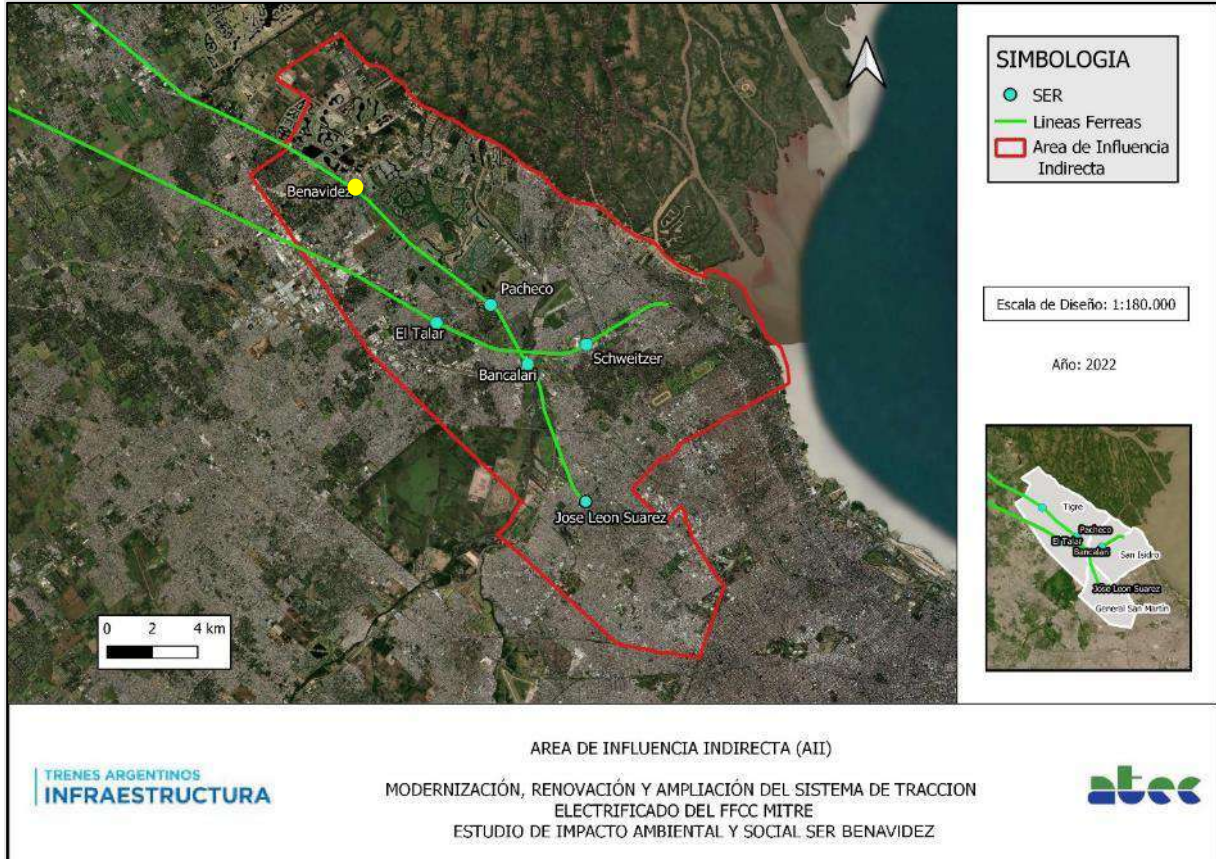 SIMBOLOGIA
SER
Lineas Ferreas
Area de Influencia
Indirecta
Benavidez
Pacheco
El Talar
Schweitzer
Bancalari
Jose Leon Suarez
0 2 4 km
Escala de Diseño: 1:180.000
Año: 2022
Tigre
Pacheco
El Talar
Bancalari
San Isidro
Jose Leon Suarez
General San Martin
TRENES ARGENTINOS
INFRAESTRUCTURA
AREA DE INFLUENCIA INDIRECTA (AII)
MODERNIZACIÓN, RENOVACIÓN Y AMPLIACIÓN DEL SISTEMA DE TRACCION
ELECTRIFICADO DEL FFCC MITRE
ESTUDIO DE IMPACTO AMBIENTAL Y SOCIAL SER BENAVIDEZ
atec